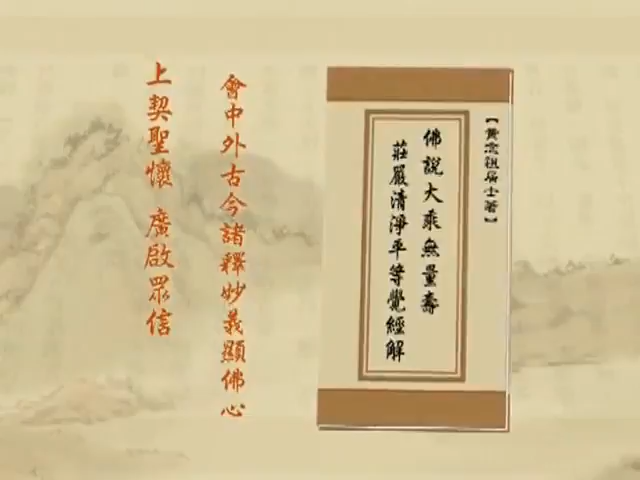 【黃念祖居士著】
佛說大乘無量壽
莊嚴清淨平等覺經解
會中外古今諸釋妙義顯佛心
上契聖懷 廣啟眾信